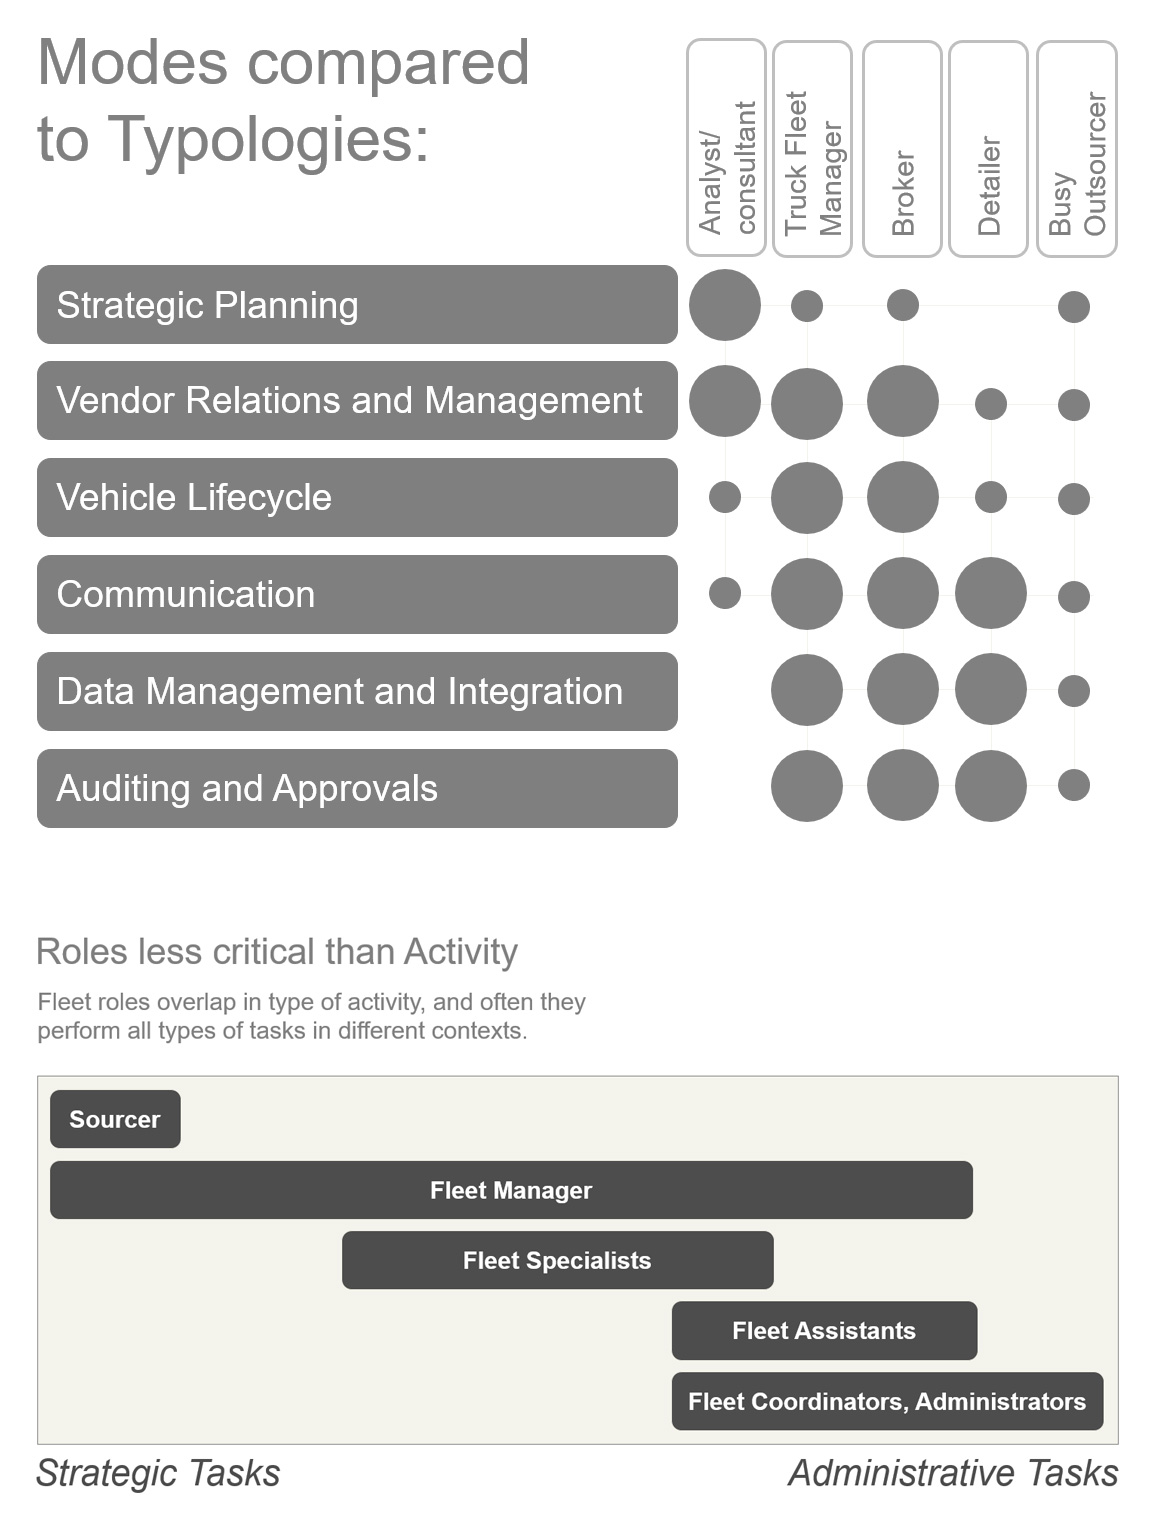 Modes compared
to Typologies:
Analyst/
consultant
Truck Fleet
Manager
Broker
Detailer
Busy
Outsourcer
Strategic Planning
Vendor Relations and Management
Vehicle Lifecycle
Communication
Data Management and Integration
Auditing and Approvals
Roles less critical than Activity
Fleet roles overlap in type of activity, and often they
perform all types of tasks in different contexts.
Sourcer
Fleet Manager
Fleet Specialists
Fleet Assistants
Fleet Coordinators, Administrators
Strategic Tasks
Administrative Tasks